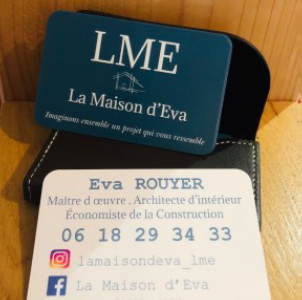 LME
La Maison d'Eva
Imaginons ensemble un projet qui vous ressemble
Eva ROUYER
Maître d œuvre , Architecte d'intérieur
Économiste de la Construction
06 18 29 34 33
lamaisondeva_lme
La Maison d'Eva